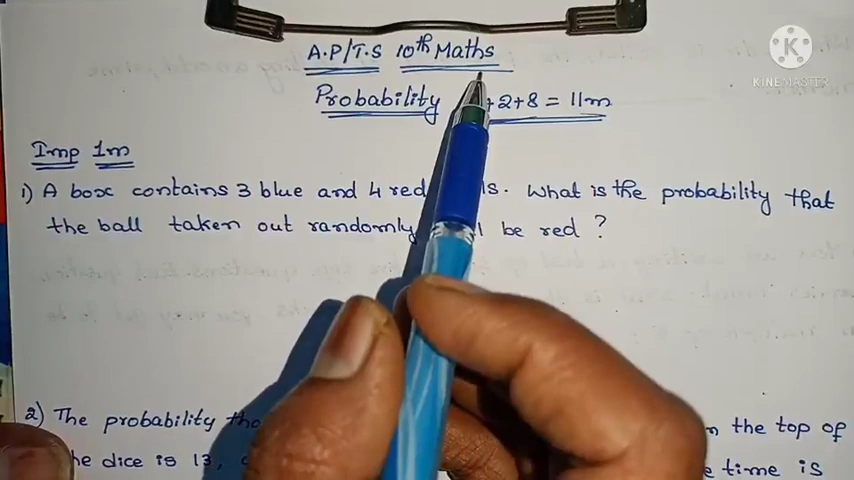 A.P/T.S 10th Maths
Probability +2+8 = 11m
Imp 1m
1) A box contains 3 blue and 4 red ls. What is the probability that
the ball taken out randomly be red ?
2) The probability the top of
the dice is 13, time is
KINEMASTER